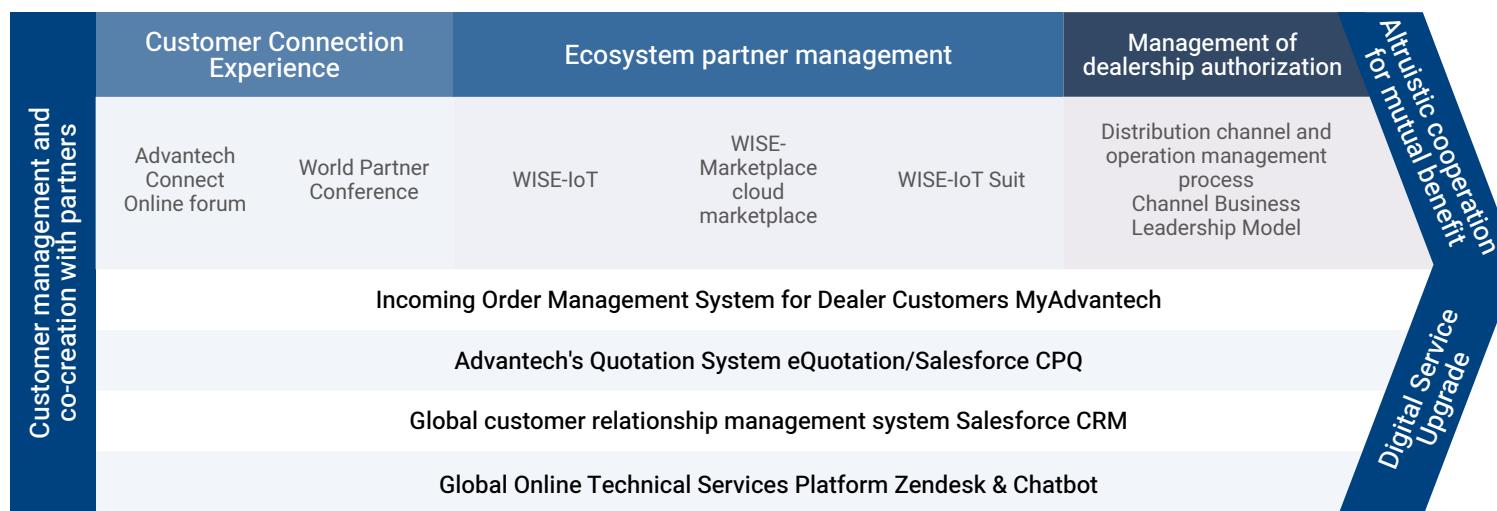 Customer management and
co-creation with partners
Customer Connection
Experience
Ecosystem partner management
Management of
dealership authorization
Altruistic cooperation
for mutual benefit
Advantech
Connect
Online forum
World Partner
Conference
WISE-IoT
WISE-
Marketplace
cloud
marketplace
WISE-IoT Suit
Distribution channel and
operation management
process
Channel Business
Leadership Model
Incoming Order Management System for Dealer Customers MyAdvantech
Advantech's Quotation System eQuotation/Salesforce CPQ
Global customer relationship management system Salesforce CRM
Global Online Technical Services Platform Zendesk & Chatbot
Digital Service
Upgrade